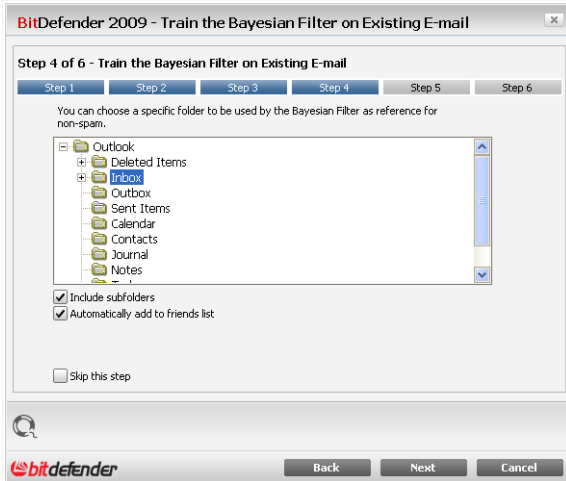 BitDefender 2009 - Train the Bayesian Filter on Existing E-mail
Step 4 of 6 - Train the Bayesian Filter on Existing E-mail
Step 1 Step 2 Step 3 Step 4 Step 5 Step 6
You can choose a specific folder to be used by the Bayesian Filter as reference for
non-spam.
Outlook
Deleted Items
Inbox
Outbox
Sent Items
Calendar
Contacts
Journal
Notes
Include subfolders
Automatically add to friends list
Skip this step
bitdefender
Back Next Cancel